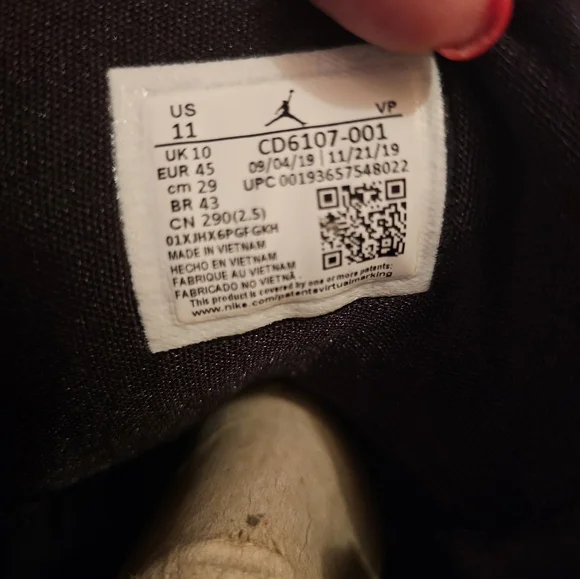 US VP
11
CD6107-001
UK 10 09/04/19 | 11/21/19
EUR 45 UPC 00193657548022
cm 29
BR 43
CN 290(2.5)
01XJHX6PGFGKH
MADE IN VIETNAM
HECHO EN VIETNAM
FABRIQUE AU VIETNAM
FABRICADO NO VIETNÃ .
This product is covered by one or more patents:
www.nike.com/patentsvirtualmarking